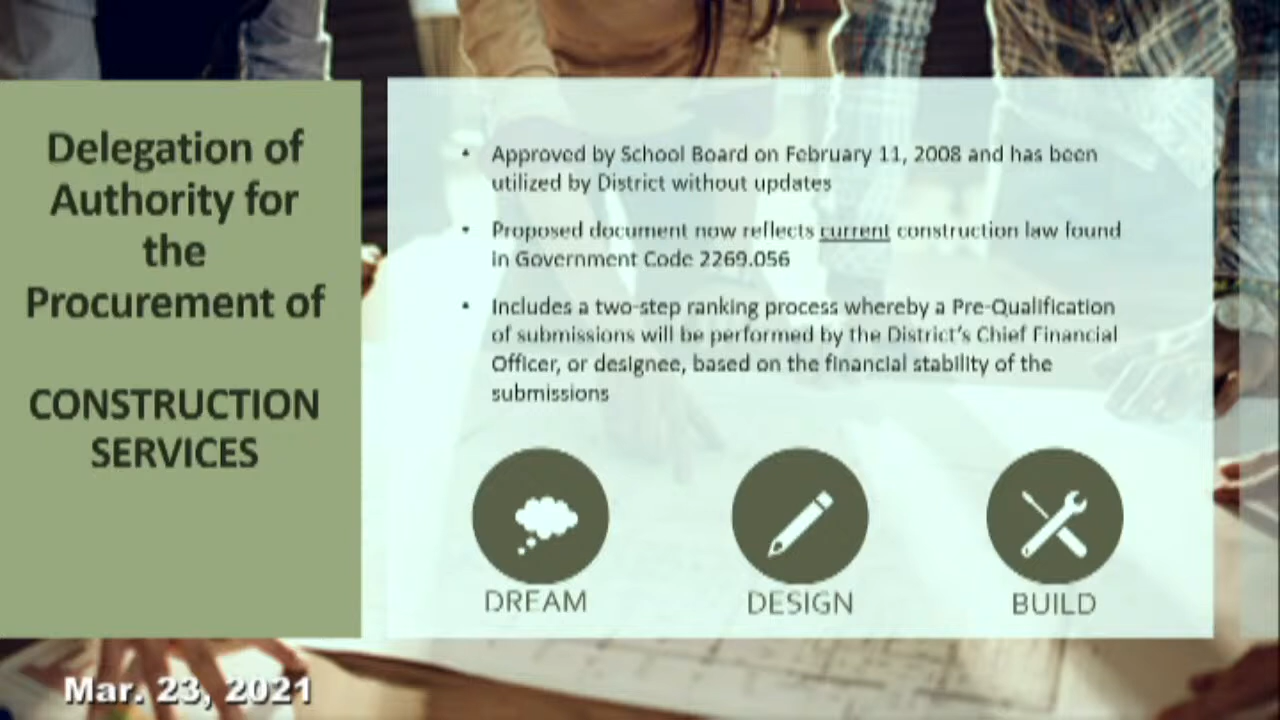 Delegation of
Authority for
the
Procurement of
CONSTRUCTION
SERVICES
• Approved by School Board on February 11, 2008 and has been
utilized by District without updates
• Proposed document now reflects current construction law found
in Government Code 2269.056
• Includes a two-step ranking process whereby a Pre-Qualification
of submissions will be performed by the District's Chief Financial
Officer, or designee, based on the financial stability of the
submissions
DREAM
DESIGN
BUILD
Mar. 23, 2021